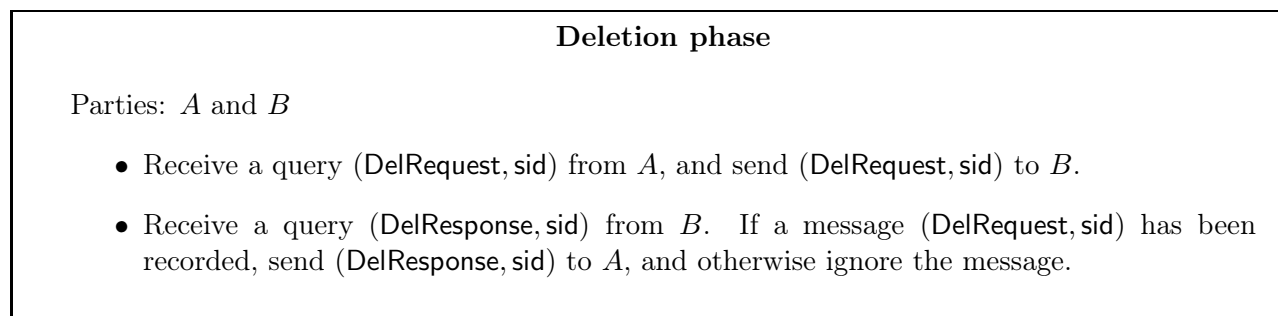 Deletion phase
Parties: A and B
• Receive a query (DelRequest, sid) from A, and send (DelRequest, sid) to B.
• Receive a query (DelResponse, sid) from B. If a message (DelRequest, sid) has been
recorded, send (DelResponse, sid) to A, and otherwise ignore the message.